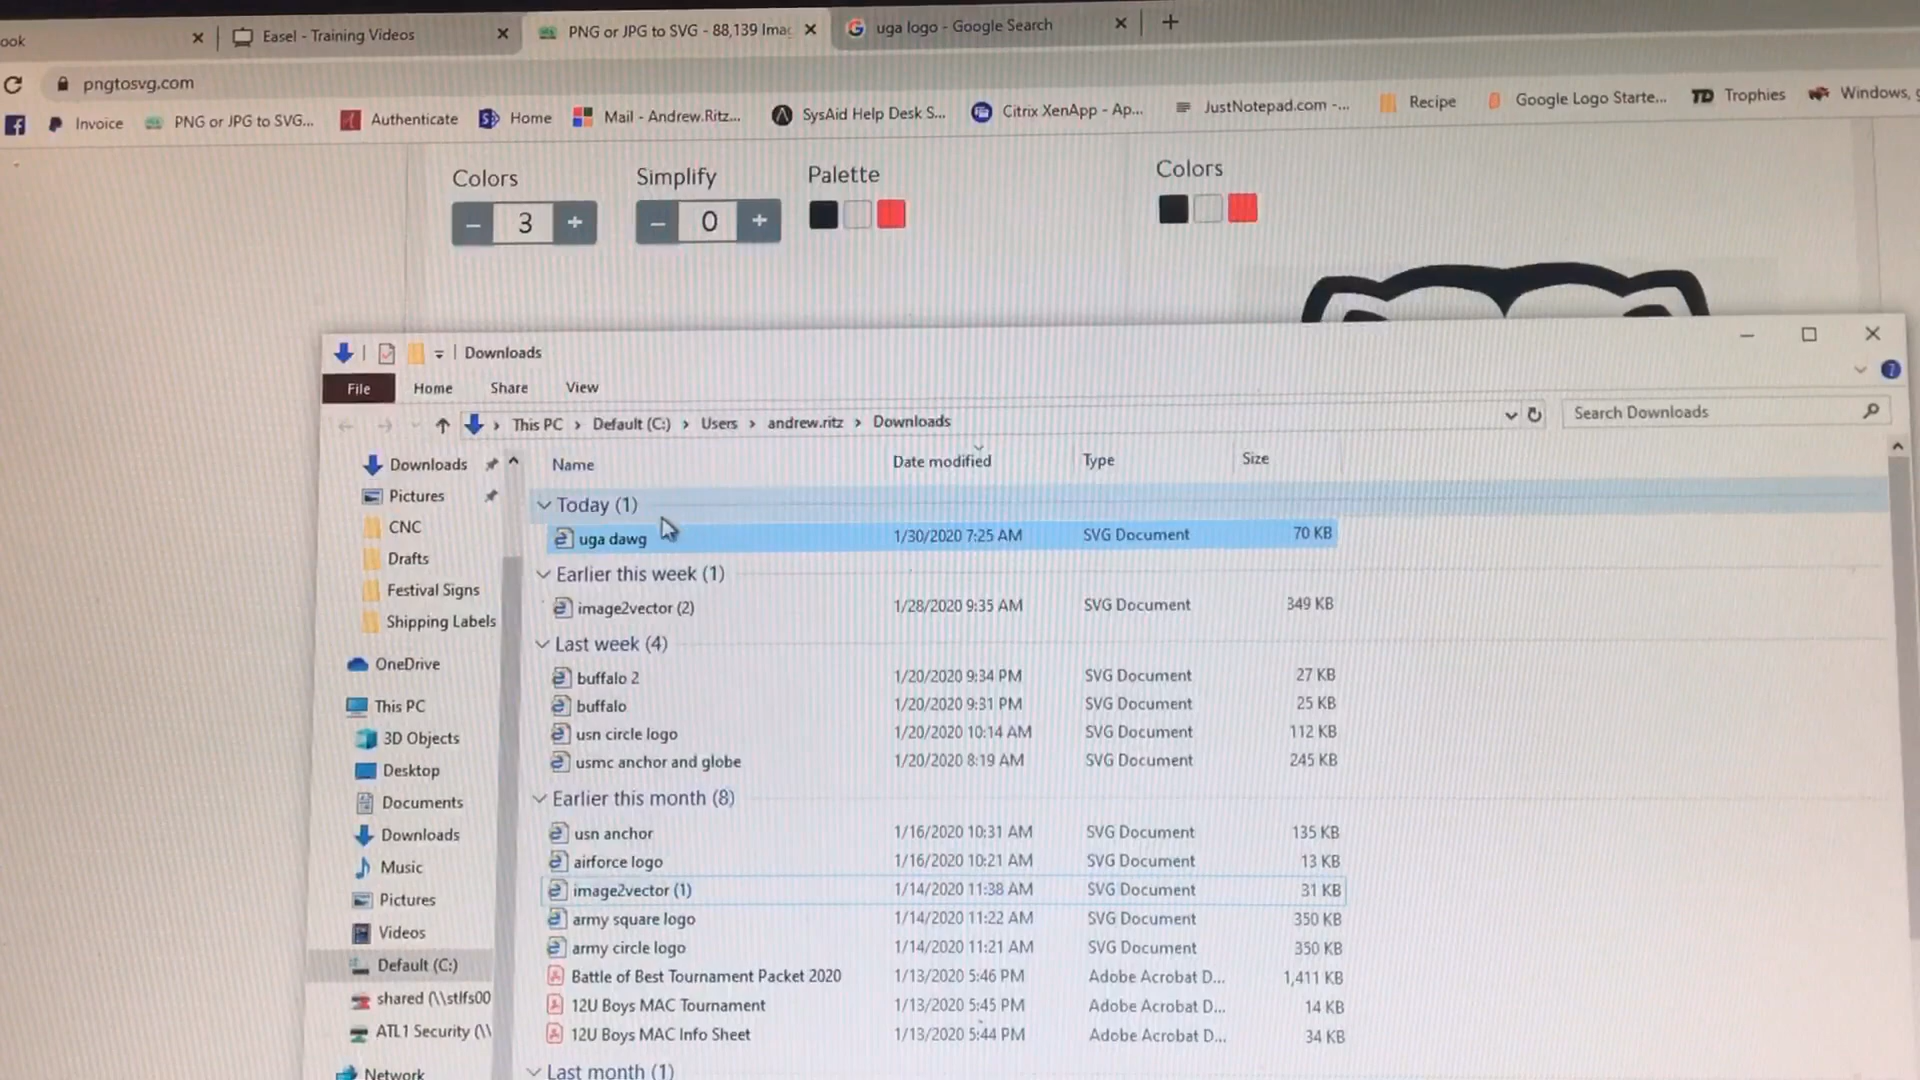 ook
Easel - Training Videos
PNG or JPG to SVG - 88,139 Imag
uga logo - Google Search
pngtosvg.com
Invoice
PNG or JPG to SVG...
Authenticate
Home
Mail - Andrew.Ritz...
SysAid Help Desk S...
Citrix XenApp - Ap...
JustNotepad.com -...
Recipe
Google Logo Starte...
TD Trophies
Windows,
Colors
Simplify
Palette
Colors
− 3 +
− 0 +
Downloads
File Home Share View
This PC > Default (C:) > Users > andrew.ritz > Downloads
Search Downloads
Downloads
Pictures
CNC
Drafts
Festival Signs
Shipping Labels
OneDrive
This PC
3D Objects
Desktop
Documents
Downloads
Music
Pictures
Videos
Default (C:)
shared (\\stlfs00
ATL1 Security (\\
Network
Name Date modified Type Size
Today (1)
uga dawg 1/30/2020 7:25 AM SVG Document 70 KB
Earlier this week (1)
image2vector (2) 1/28/2020 9:35 AM SVG Document 349 KB
Last week (4)
buffalo 2 1/20/2020 9:34 PM SVG Document 27 KB
buffalo 1/20/2020 9:31 PM SVG Document 25 KB
usn circle logo 1/20/2020 10:14 AM SVG Document 112 KB
usmc anchor and globe 1/20/2020 8:19 AM SVG Document 245 KB
Earlier this month (8)
usn anchor 1/16/2020 10:31 AM SVG Document 135 KB
airforce logo 1/16/2020 10:21 AM SVG Document 13 KB
image2vector (1) 1/14/2020 11:38 AM SVG Document 31 KB
army square logo 1/14/2020 11:22 AM SVG Document 350 KB
army circle logo 1/14/2020 11:21 AM SVG Document 350 KB
Battle of Best Tournament Packet 2020 1/13/2020 5:46 PM Adobe Acrobat D... 1,411 KB
12U Boys MAC Tournament 1/13/2020 5:45 PM Adobe Acrobat D... 14 KB
12U Boys MAC Info Sheet 1/13/2020 5:44 PM Adobe Acrobat D... 34 KB
Last month (1)